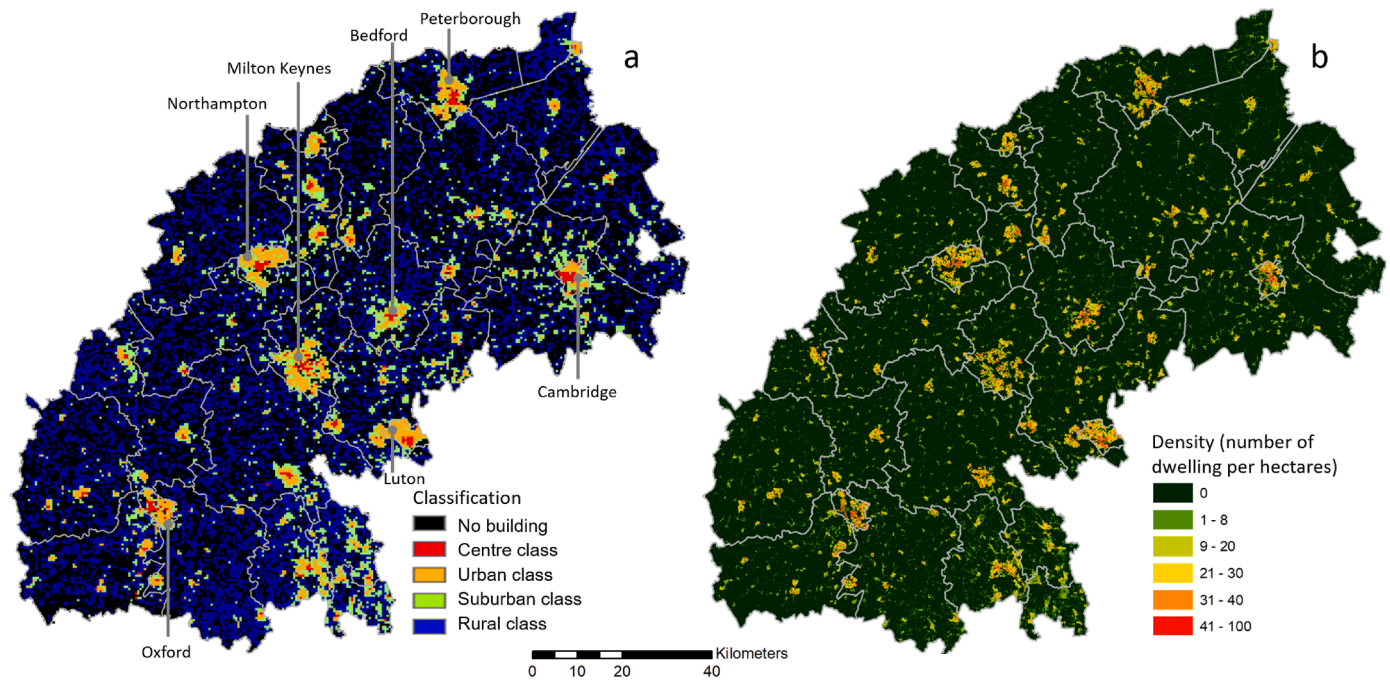 Peterborough
Bedford
Milton Keynes
Northampton
a
b
Cambridge
Luton
Oxford
Classification
No building
Centre class
Urban class
Suburban class
Rural class
Kilometers
0 10 20 40
Density (number of
dwelling per hectares)
0
1 - 8
9 - 20
21 - 30
31 - 40
41 - 100